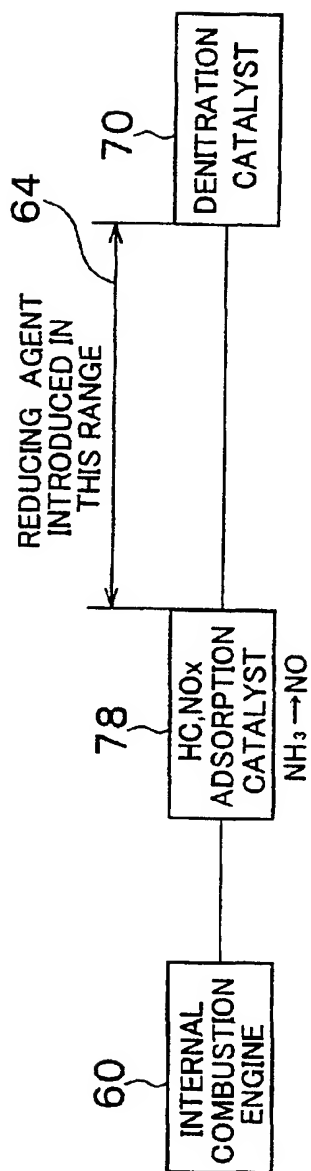 60
INTERNAL
COMBUSTION
ENGINE
78
HC,NOx
ADSORPTION
CATALYST
NH₃→NO
REDUCING AGENT
INTRODUCED IN
THIS RANGE
64
70
DENITRATION
CATALYST